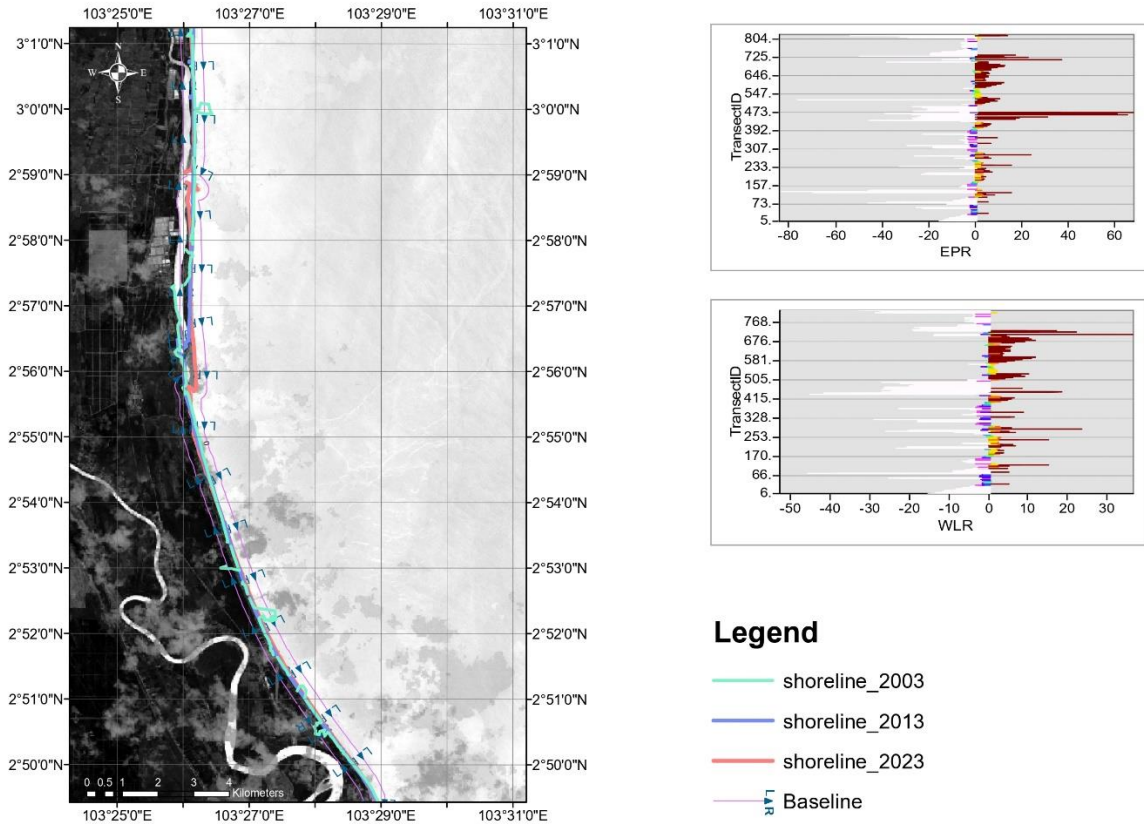 103°25'0"E 103°27'0"E 103°29'0"E 103°31'0"E
3°1'0"N 3°1'0"N
N
W E
S
3°0'0"N 3°0'0"N
2°59'0"N 2°59'0"N
2°58'0"N 2°58'0"N
2°57'0"N 2°57'0"N
2°56'0"N 2°56'0"N
2°55'0"N 2°55'0"N
2°54'0"N 2°54'0"N
2°53'0"N 2°53'0"N
2°52'0"N 2°52'0"N
2°51'0"N 2°51'0"N
2°50'0"N 2°50'0"N
0 0.5 1 2 3 4
Kilometers
103°25'0"E 103°27'0"E 103°29'0"E 103°31'0"E
TransectID
804.
725.
646.
547.
473.
392.
307.
233.
157.
73.
5.
-80 -60 -40 -20 0 20 40 60
EPR
TransectID
768.
676.
581.
505.
415.
328.
253.
170.
66.
6.
-50 -40 -30 -20 -10 0 10 20 30
WLR
Legend
shoreline_2003
shoreline_2013
shoreline_2023
L
R
Baseline